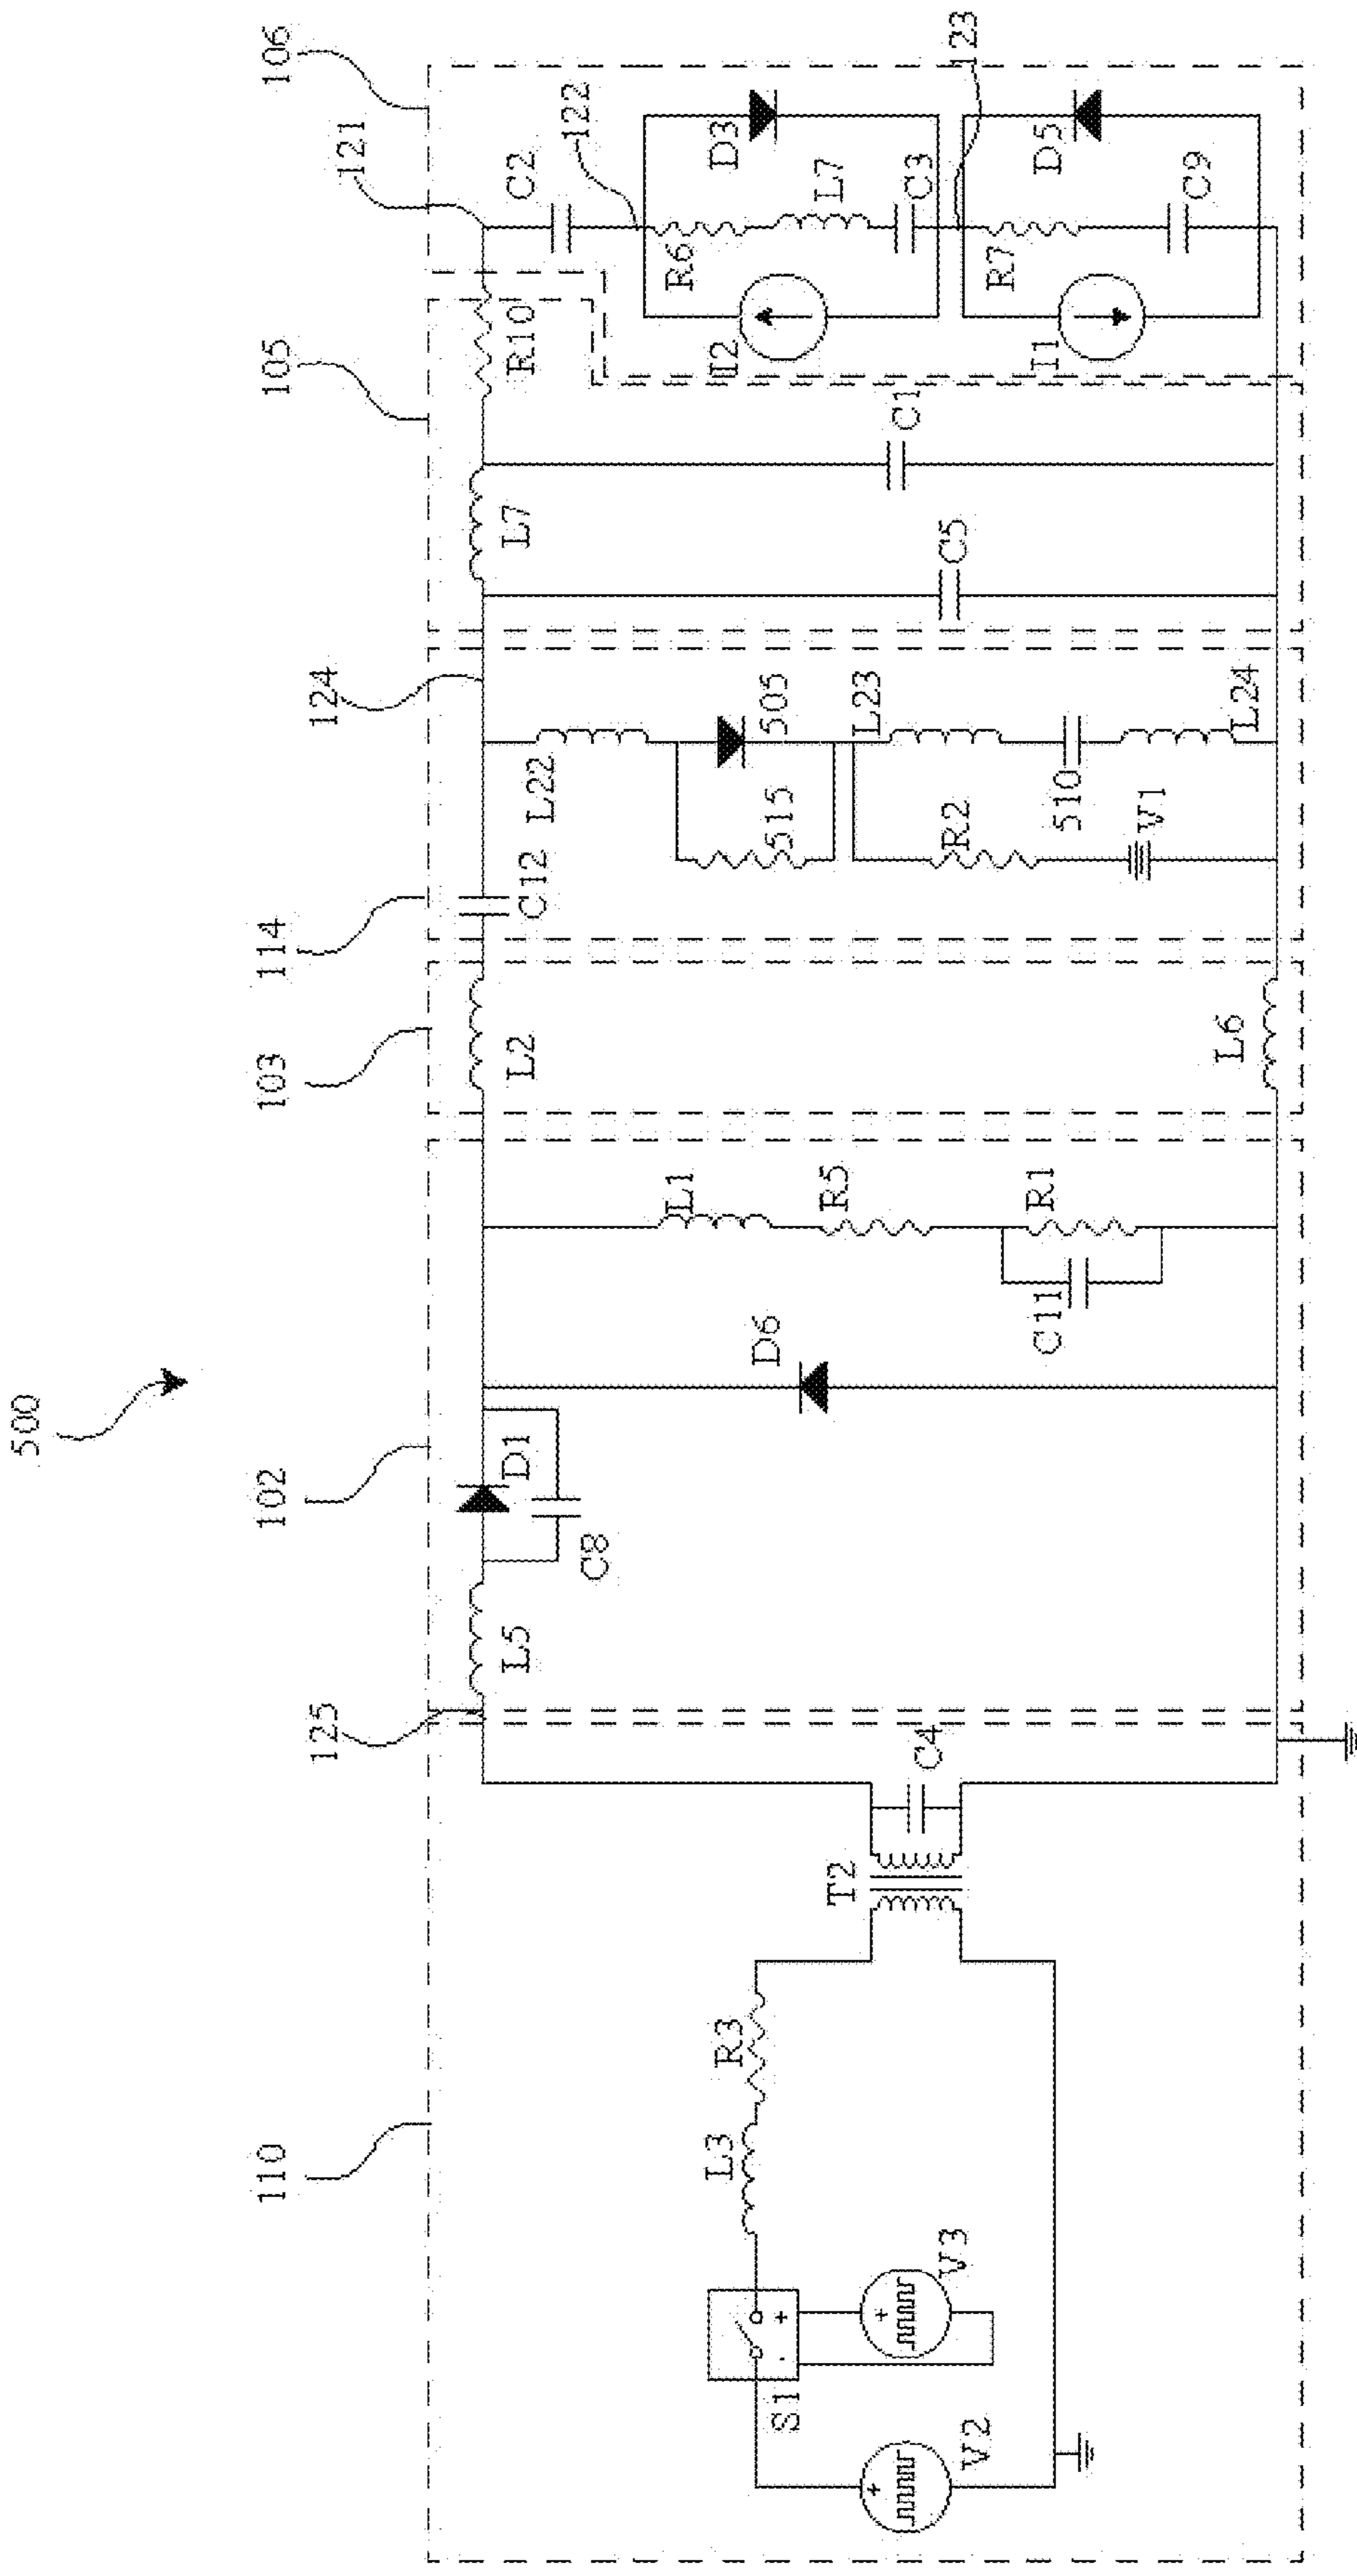 500
110
125
102
103
114
124
105
121
106
L5
D1
L2
C12
L7
R10
C2
122
C8
L22
D3
123
L1
R6
L7
S1
L3
R3
T2
D6
R5
515
505
I2
C3
C4
L23
C5
C1
V2
V3
R2
R7
D5
C11
R1
510
V1
I1
C9
L6
L24
+
+
+
-